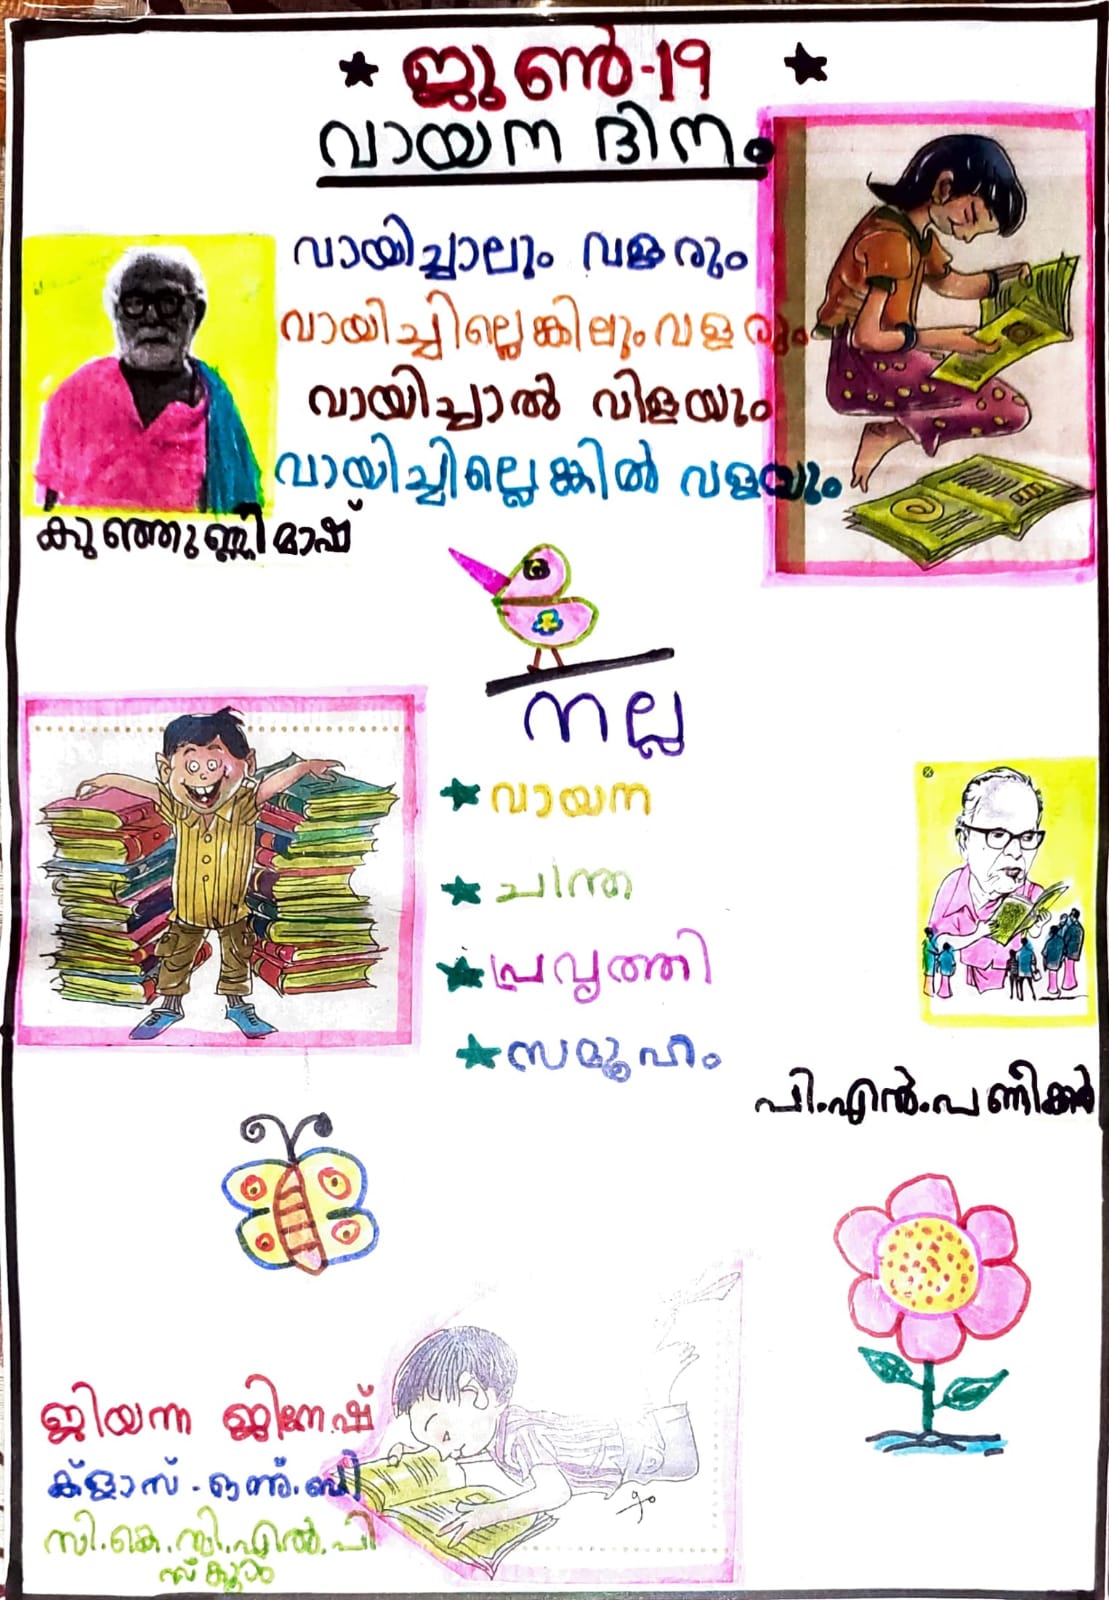 ജൂൺ-19
വായന ദിനം
വായിച്ചാലും വളരും
വായിച്ചില്ലെങ്കിലും വളരും
വായിച്ചാൽ വിളയും
വായിച്ചില്ലെങ്കിൽ വളയും
കുഞ്ഞുണ്ണിമാഷ്
നല്ല
വായന
ചിന്ത
പ്രവൃത്തി
സമൂഹം
പി.എൻ.പണിക്കർ
ജിയന്ന ജിനേഷ്
ക്ളാസ്.ഒന്ന്.ബി
സി.കെ.സി.എൽ.പി
സ്കൂൾ